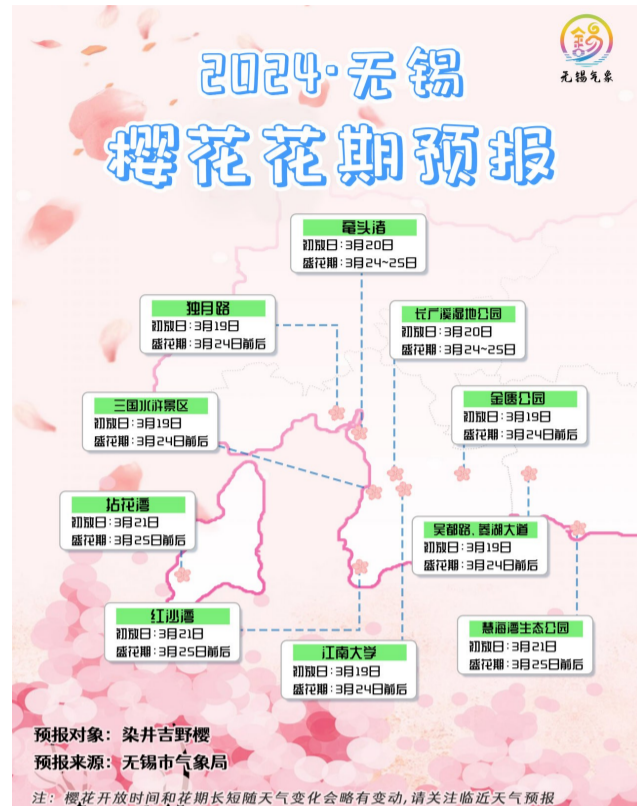 无锡气象
2024·无锡
樱花花期预报
鼋头渚
初放日:3月20日
盛花期:3月24~25日
独月路
初放日:3月19日
盛花期:3月24日前后
长广溪湿地公园
初放日:3月20日
盛花期:3月24~25日
三国水浒景区
初放日:3月19日
盛花期:3月24日前后
金匮公园
初放日:3月19日
盛花期:3月24日前后
拈花湾
初放日:3月21日
盛花期:3月25日前后
吴都路、菱湖大道
初放日:3月19日
盛花期:3月24日前后
红沙湾
初放日:3月21日
盛花期:3月25日前后
慧海湾生态公园
初放日:3月21日
盛花期:3月25日前后
江南大学
初放日:3月19日
盛花期:3月24日前后
预报对象:染井吉野樱
预报来源:无锡市气象局
注:樱花开放时间和花期长短随天气变化会略有变动,请关注临近天气预报